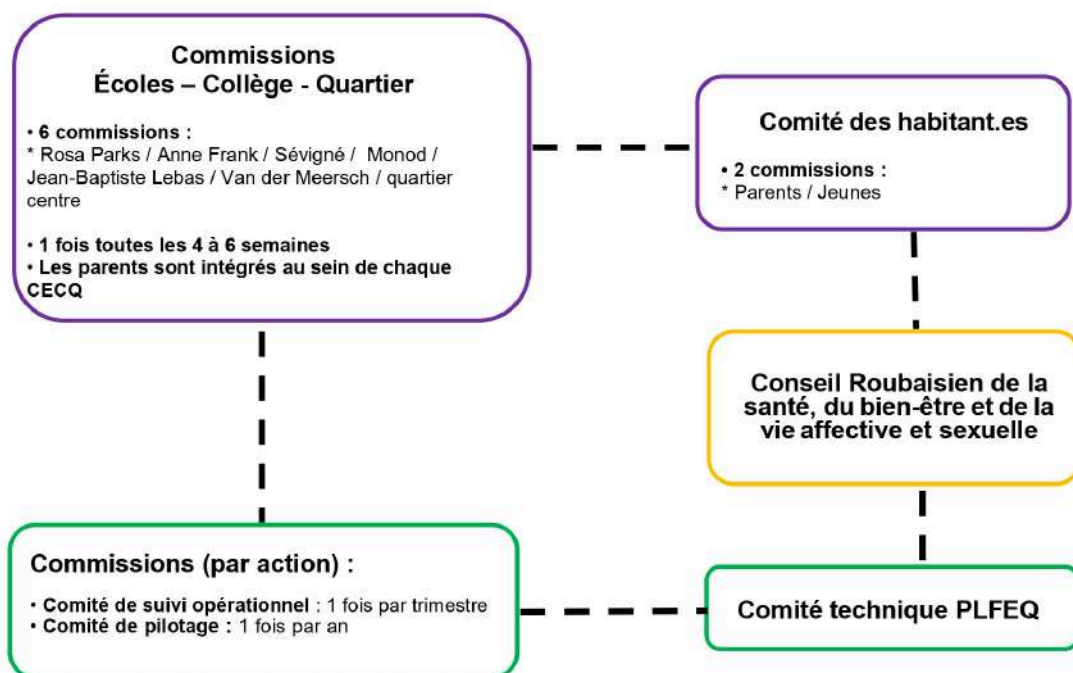 Commissions
Écoles – Collège - Quartier
• 6 commissions :
* Rosa Parks / Anne Frank / Sévigné / Monod /
Jean-Baptiste Lebas / Van der Meersch / quartier
centre
• 1 fois toutes les 4 à 6 semaines
• Les parents sont intégrés au sein de chaque
CECQ
Comité des habitant.es
• 2 commissions :
* Parents / Jeunes
Conseil Roubaisien de la
santé, du bien-être et de la
vie affective et sexuelle
Commissions (par action) :
• Comité de suivi opérationnel : 1 fois par trimestre
• Comité de pilotage : 1 fois par an
Comité technique PLFEQ